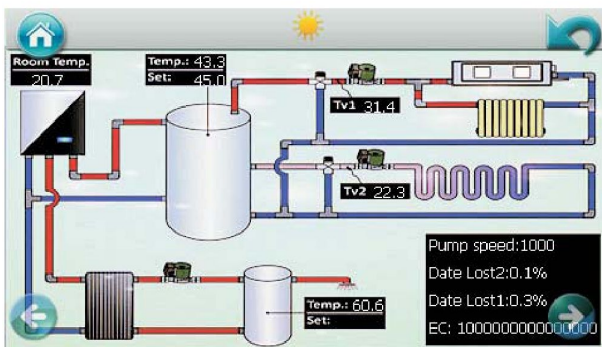 Room Temp.
20.7
Temp.: 43.3
Set: 45.0
Tv1 31.4
Tv2 22.3
Temp.: 60.6
Set:
Pump speed:1000
Date Lost2:0.1%
Date Lost1:0.3%
EC: 1000000000000000